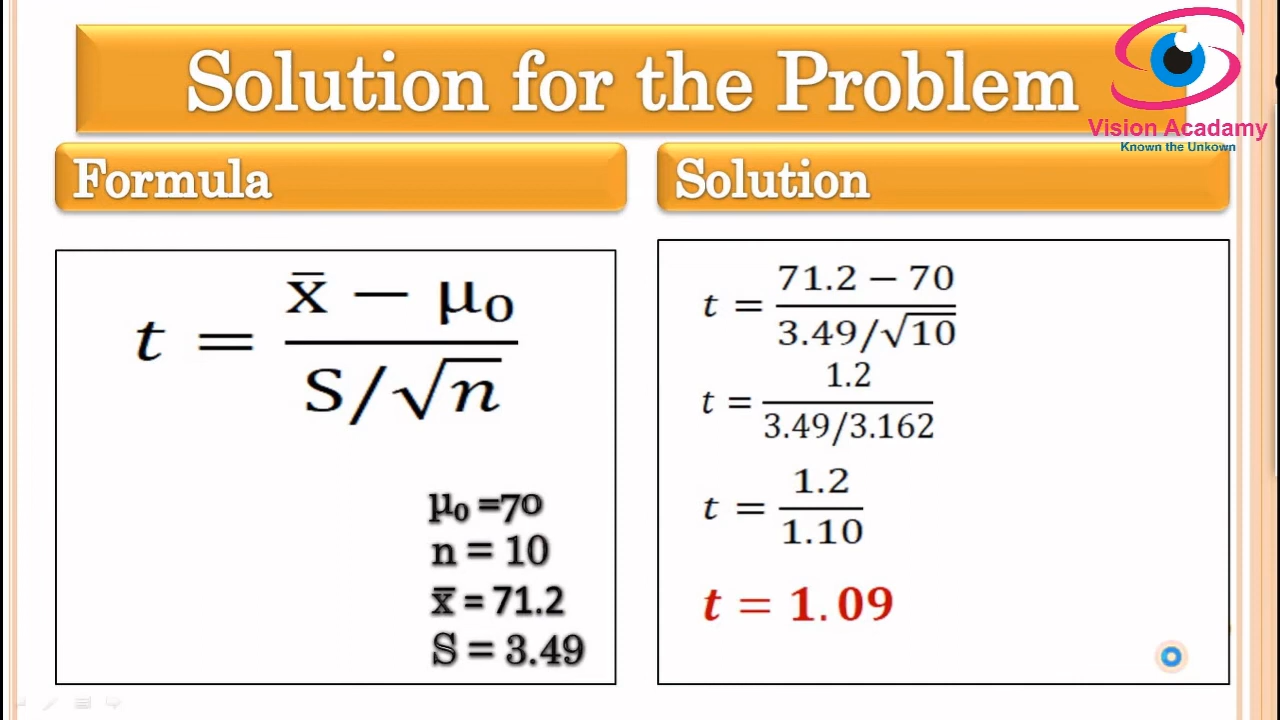 Solution for the Problem
Vision Acadamy
Known the Unkown
Formula
t = (x̄ − μ₀) / (S/√n)
μ₀ =70
n = 10
x̄ = 71.2
S = 3.49
Solution
t = (71.2 − 70) / (3.49/√10)
t = 1.2 / (3.49/3.162)
t = 1.2 / 1.10
t = 1.09